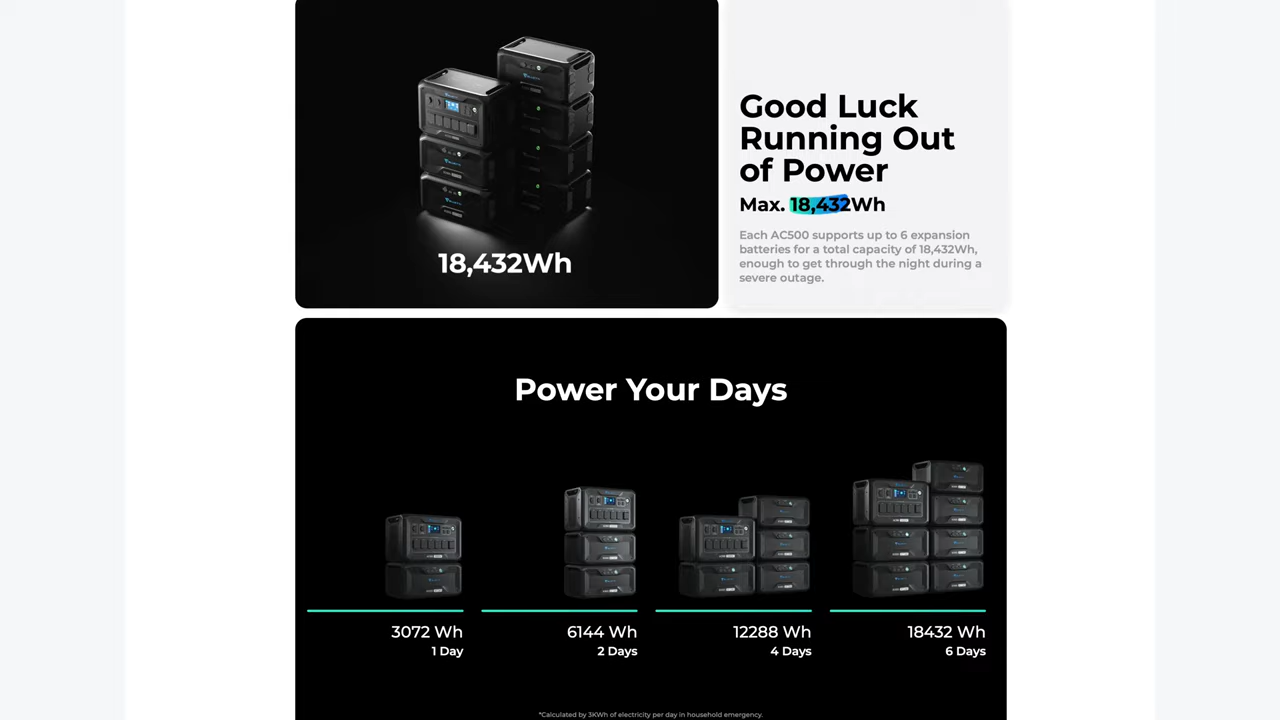 18,432Wh
Good Luck
Running Out
of Power
Max. 18,432Wh
Each AC500 supports up to 6 expansion
batteries for a total capacity of 18,432Wh,
enough to get through the night during a
severe outage.
Power Your Days
3072 Wh
1 Day
6144 Wh
2 Days
12288 Wh
4 Days
18432 Wh
6 Days
*Calculated by 3KWh of electricity per day in household emergency.